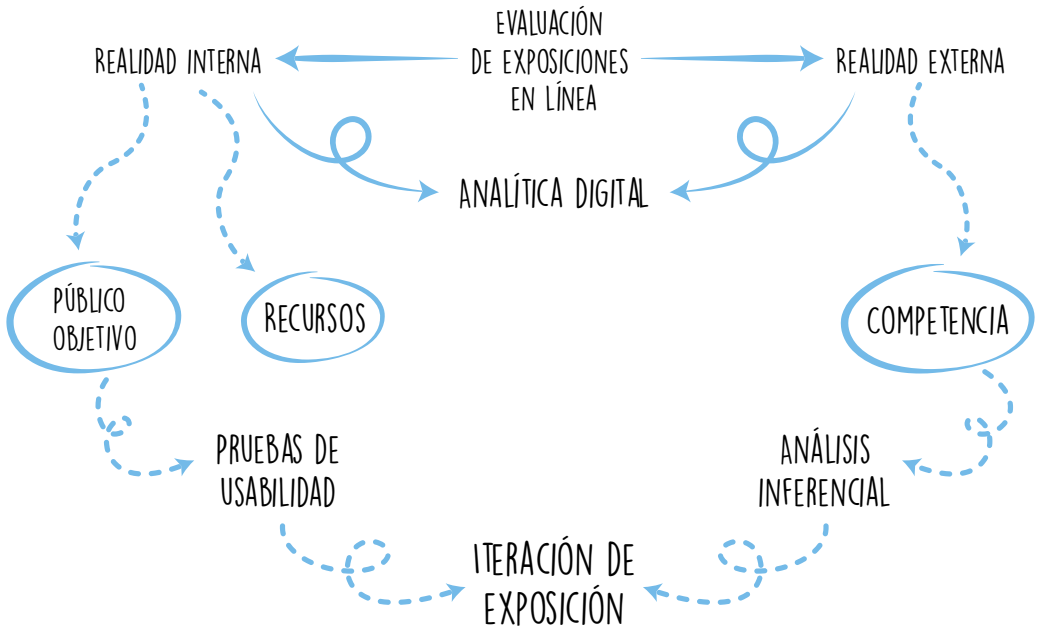 EVALUACIÓN
DE EXPOSICIONES
EN LÍNEA
REALIDAD INTERNA
REALIDAD EXTERNA
ANALÍTICA DIGITAL
PÚBLICO
OBJETIVO
RECURSOS
COMPETENCIA
PRUEBAS DE
USABILIDAD
ANÁLISIS
INFERENCIAL
ITERACIÓN DE
EXPOSICIÓN